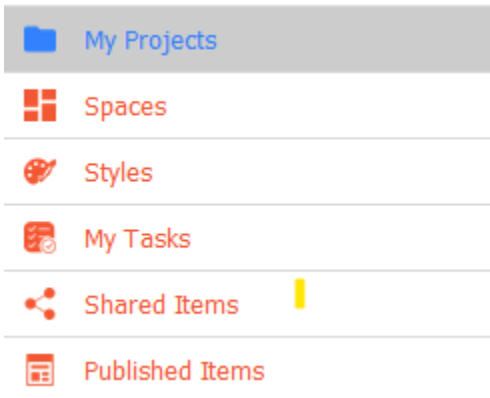 My Projects
Spaces
Styles
My Tasks
Shared Items
Published Items